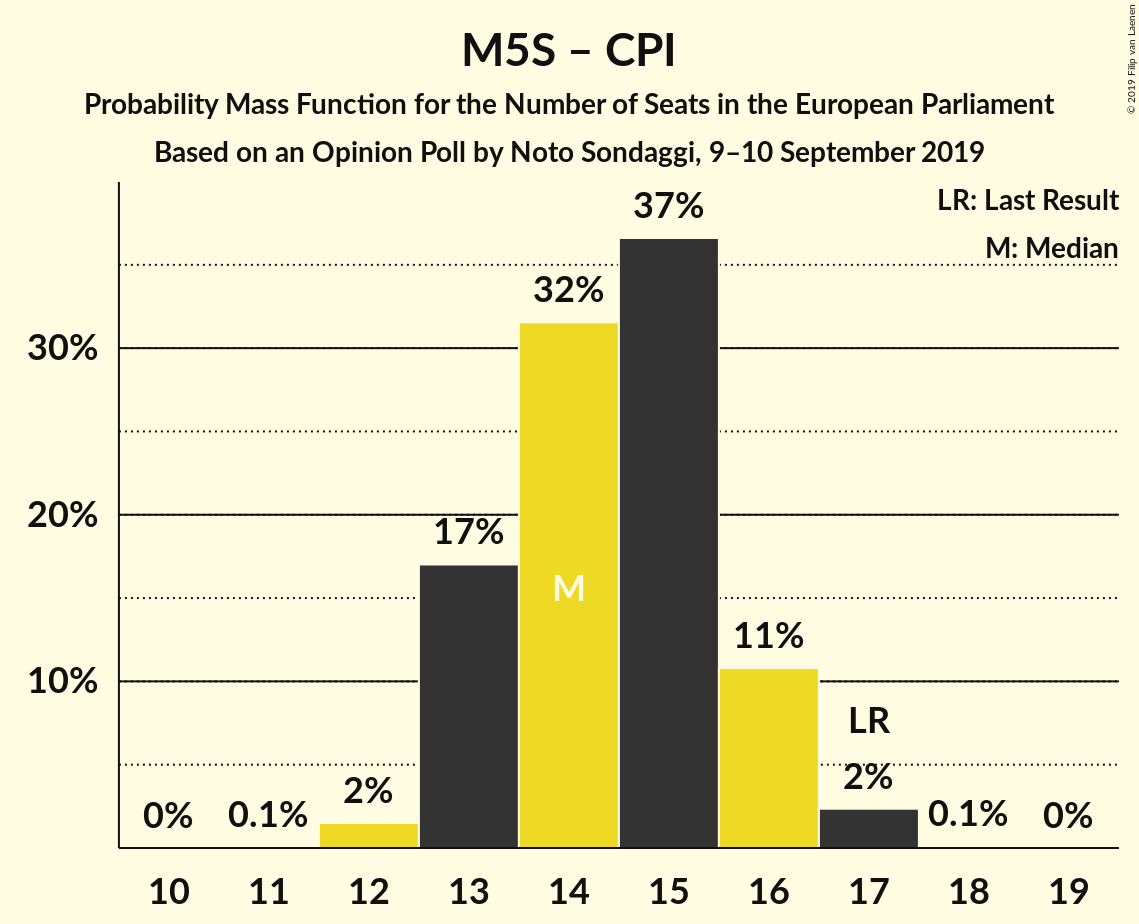 M5S – CPI
Probability Mass Function for the Number of Seats in the European Parliament
Based on an Opinion Poll by Noto Sondaggi, 9–10 September 2019
© 2019 Filip van Laenen
LR: Last Result
M: Median
37%
32%
30%
20%
17%
M
11%
10%
LR
2%
2%
0%
0.1%
0.1%
0%
10 11 12 13 14 15 16 17 18 19